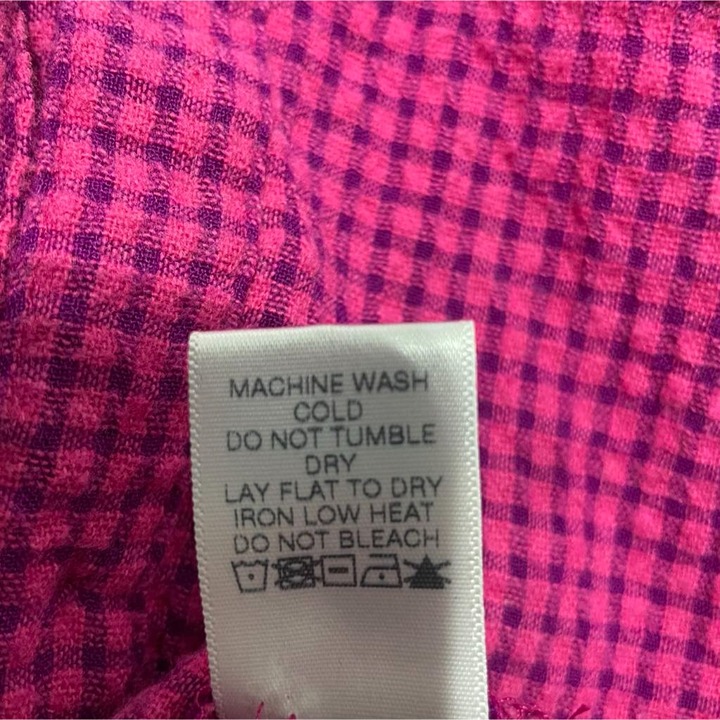 MACHINE WASH
COLD
DO NOT TUMBLE
DRY
LAY FLAT TO DRY
IRON LOW HEAT
DO NOT BLEACH